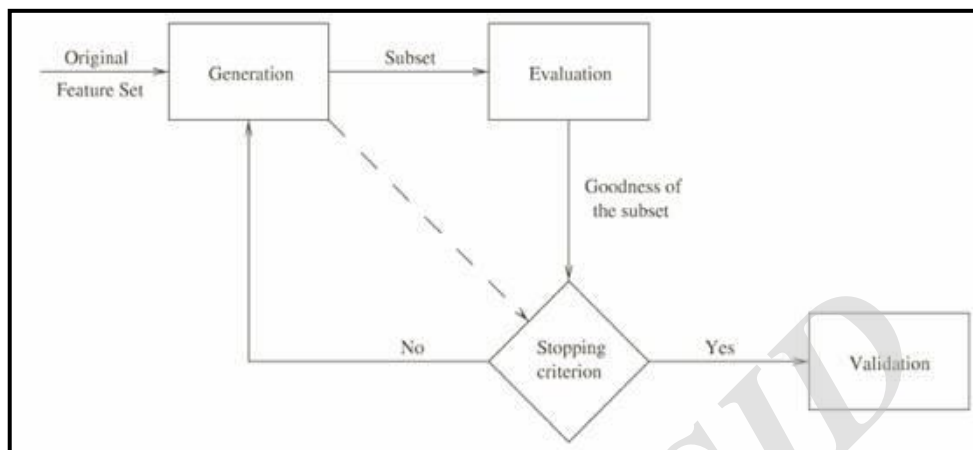 Original
Feature Set
Generation
Subset
Evaluation
Goodness of
the subset
No
Stopping
criterion
Yes
Validation